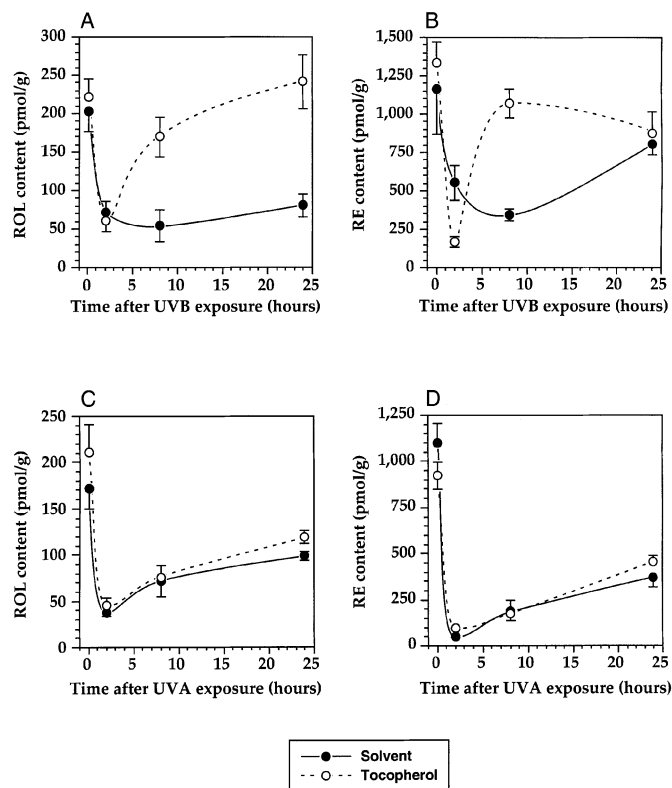 A
ROL content (pmol/g)
300
250
200
150
100
50
0
0 5 10 15 20 25
Time after UVB exposure (hours)
B
RE content (pmol/g)
1,500
1,250
1,000
750
500
250
0
0 5 10 15 20 25
Time after UVB exposure (hours)
C
ROL content (pmol/g)
250
200
150
100
50
0
0 5 10 15 20 25
Time after UVA exposure (hours)
D
RE content (pmol/g)
1,250
1,000
750
500
250
0
0 5 10 15 20 25
Time after UVA exposure (hours)
Solvent
Tocopherol